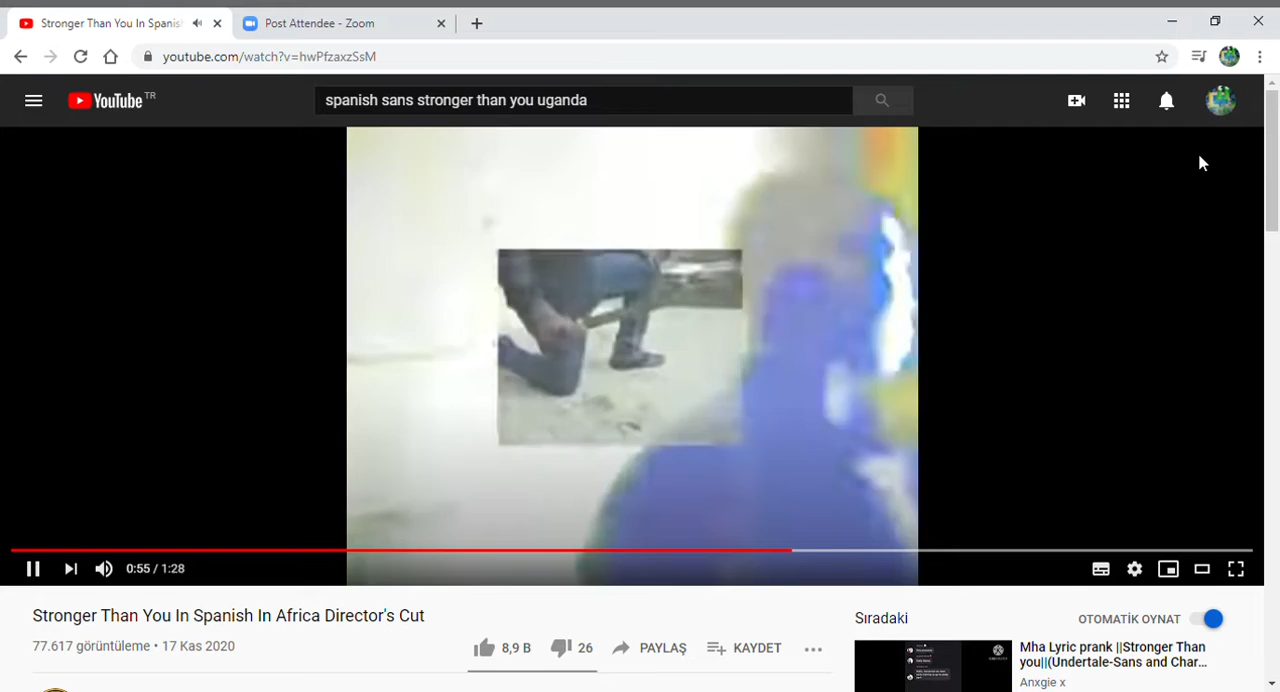 Stronger Than You In Spanis
Post Attendee - Zoom
youtube.com/watch?v=hwPfzaxzSsM
YouTube TR
spanish sans stronger than you uganda
0:55 / 1:28
Stronger Than You In Spanish In Africa Director's Cut
77.617 görüntüleme • 17 Kas 2020
8,9 B
26
PAYLAŞ
KAYDET
Sıradaki
OTOMATİK OYNAT
Mha Lyric prank ||Stronger Than
you||(Undertale-Sans and Char...
Anxgie x